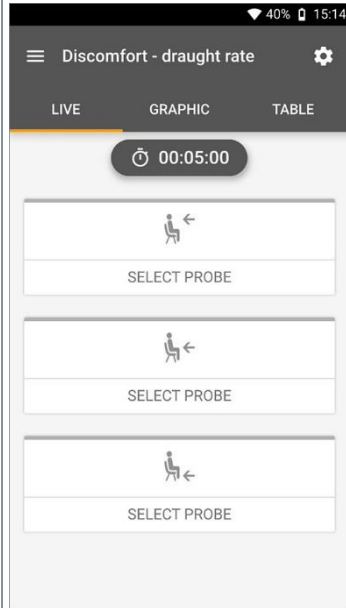 40% 15:14
Discomfort - draught rate
LIVE GRAPHIC TABLE
00:05:00
SELECT PROBE
SELECT PROBE
SELECT PROBE